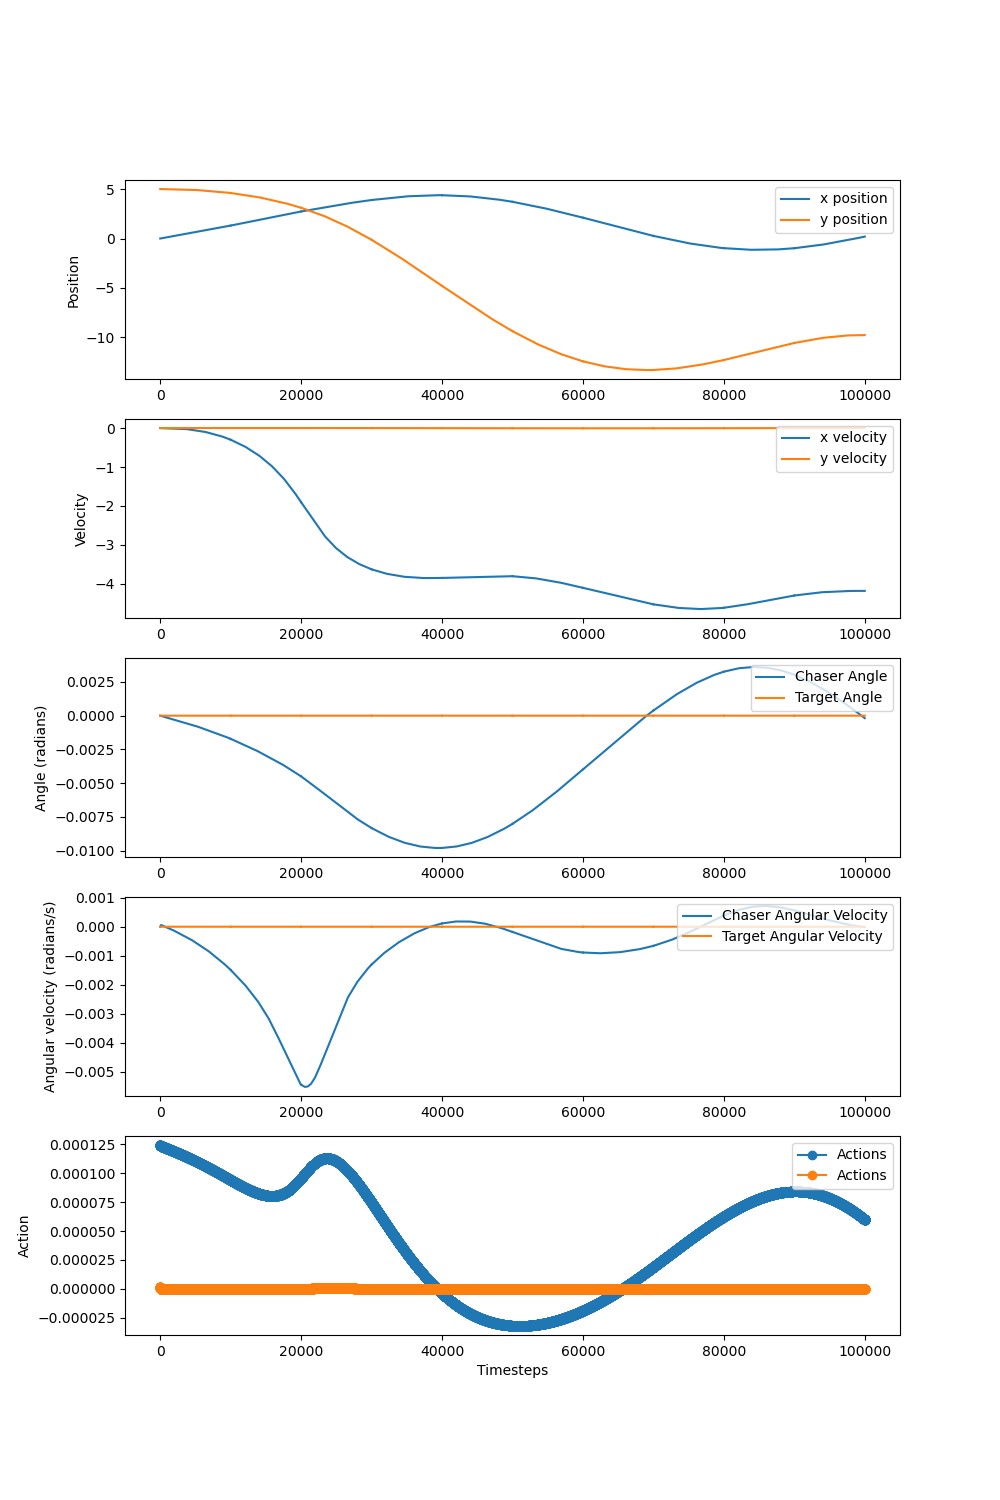 x position
y position
5
0
−5
−10
Position
0 20000 40000 60000 80000 100000
x velocity
y velocity
0
−1
−2
−3
−4
Velocity
0 20000 40000 60000 80000 100000
Chaser Angle
Target Angle
0.0025
0.0000
−0.0025
−0.0050
−0.0075
−0.0100
Angle (radians)
0 20000 40000 60000 80000 100000
Chaser Angular Velocity
Target Angular Velocity
0.001
0.000
−0.001
−0.002
−0.003
−0.004
−0.005
Angular velocity (radians/s)
0 20000 40000 60000 80000 100000
Actions
Actions
0.000125
0.000100
0.000075
0.000050
0.000025
0.000000
−0.000025
Action
0 20000 40000 60000 80000 100000
Timesteps